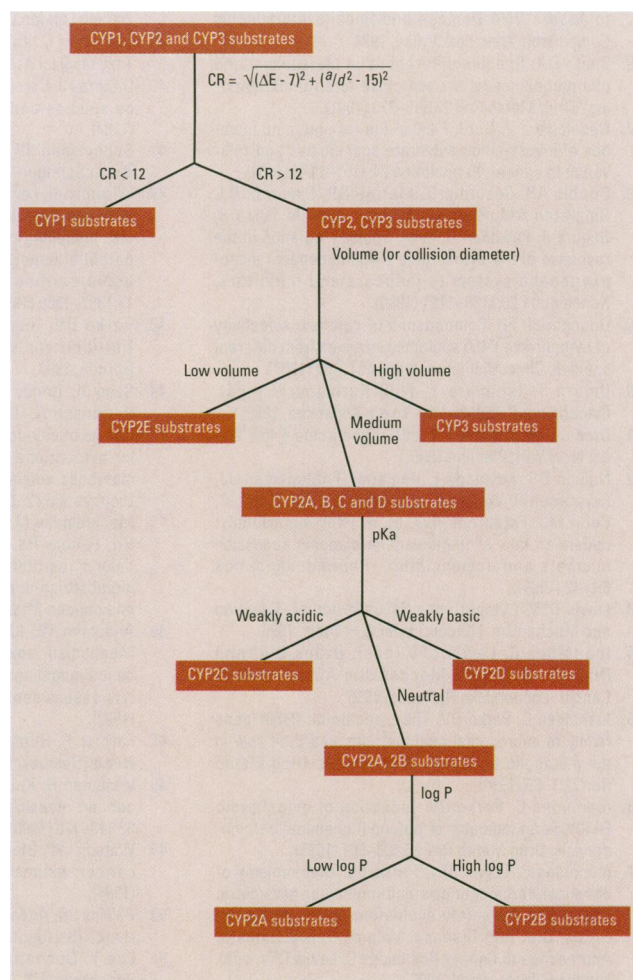 CYP1, CYP2 and CYP3 substrates
CR = √(ΔE - 7)² + (a/d² - 15)²
CR < 12
CR > 12
CYP1 substrates
CYP2, CYP3 substrates
Volume (or collision diameter)
Low volume
High volume
CYP2E substrates
Medium
volume
CYP3 substrates
CYP2A, B, C and D substrates
pKa
Weakly acidic
Weakly basic
CYP2C substrates
CYP2D substrates
Neutral
CYP2A, 2B substrates
log P
Low log P
High log P
CYP2A substrates
CYP2B substrates